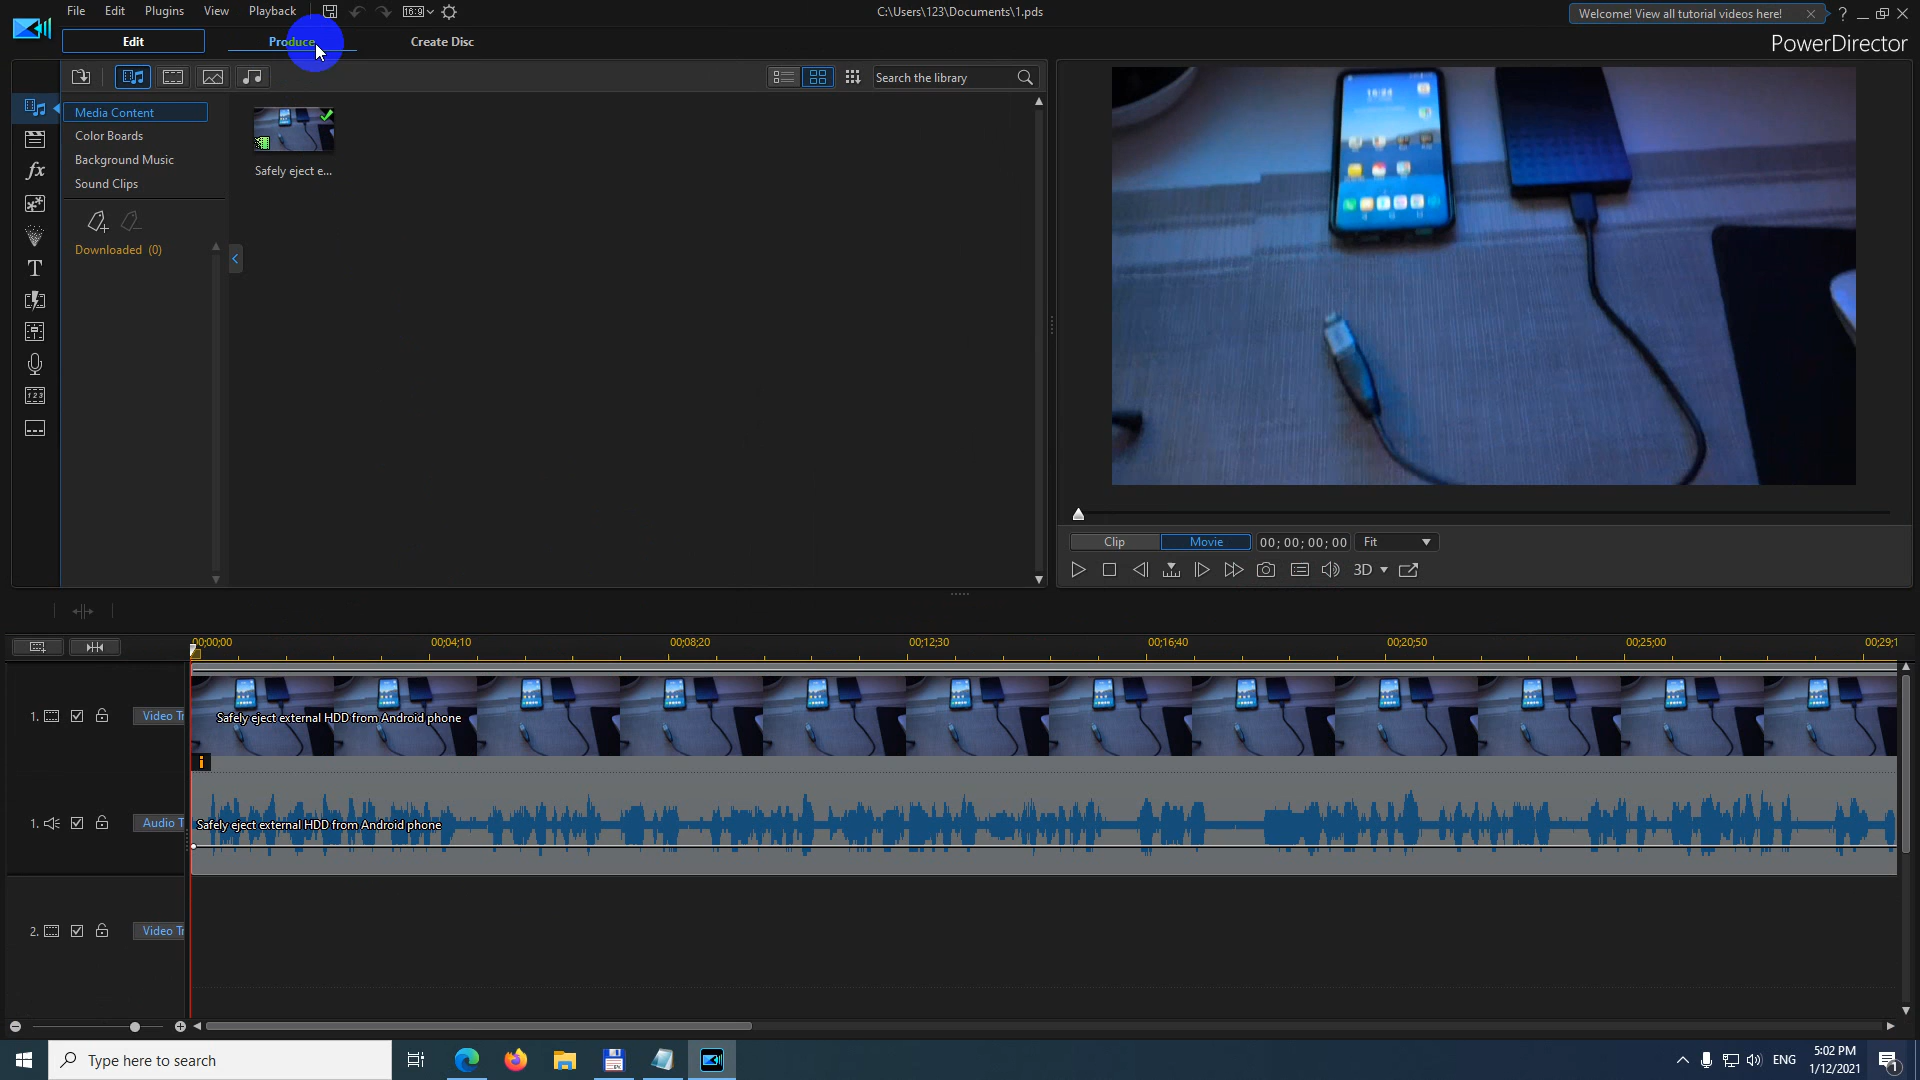 File Edit Plugins View Playback 16:9 C:\Users\123\Documents\1.pds Welcome! View all tutorial videos here! ?
Edit Produce Create Disc PowerDirector
Search the library
Media Content
Color Boards
Background Music
Sound Clips
Downloaded (0)
Safely eject e...
fx
T
Clip Movie 00;00;00;00 Fit
3D
00;00;00 00;04;10 00;08;20 00;12;30 00;16;40 00;20;50 00;25;00 00;29;1
1. Video Tr
Safely eject external HDD from Android phone
i
1. Audio T
Safely eject external HDD from Android phone
2. Video Tr
Type here to search
ENG
5:02 PM
1/12/2021
1